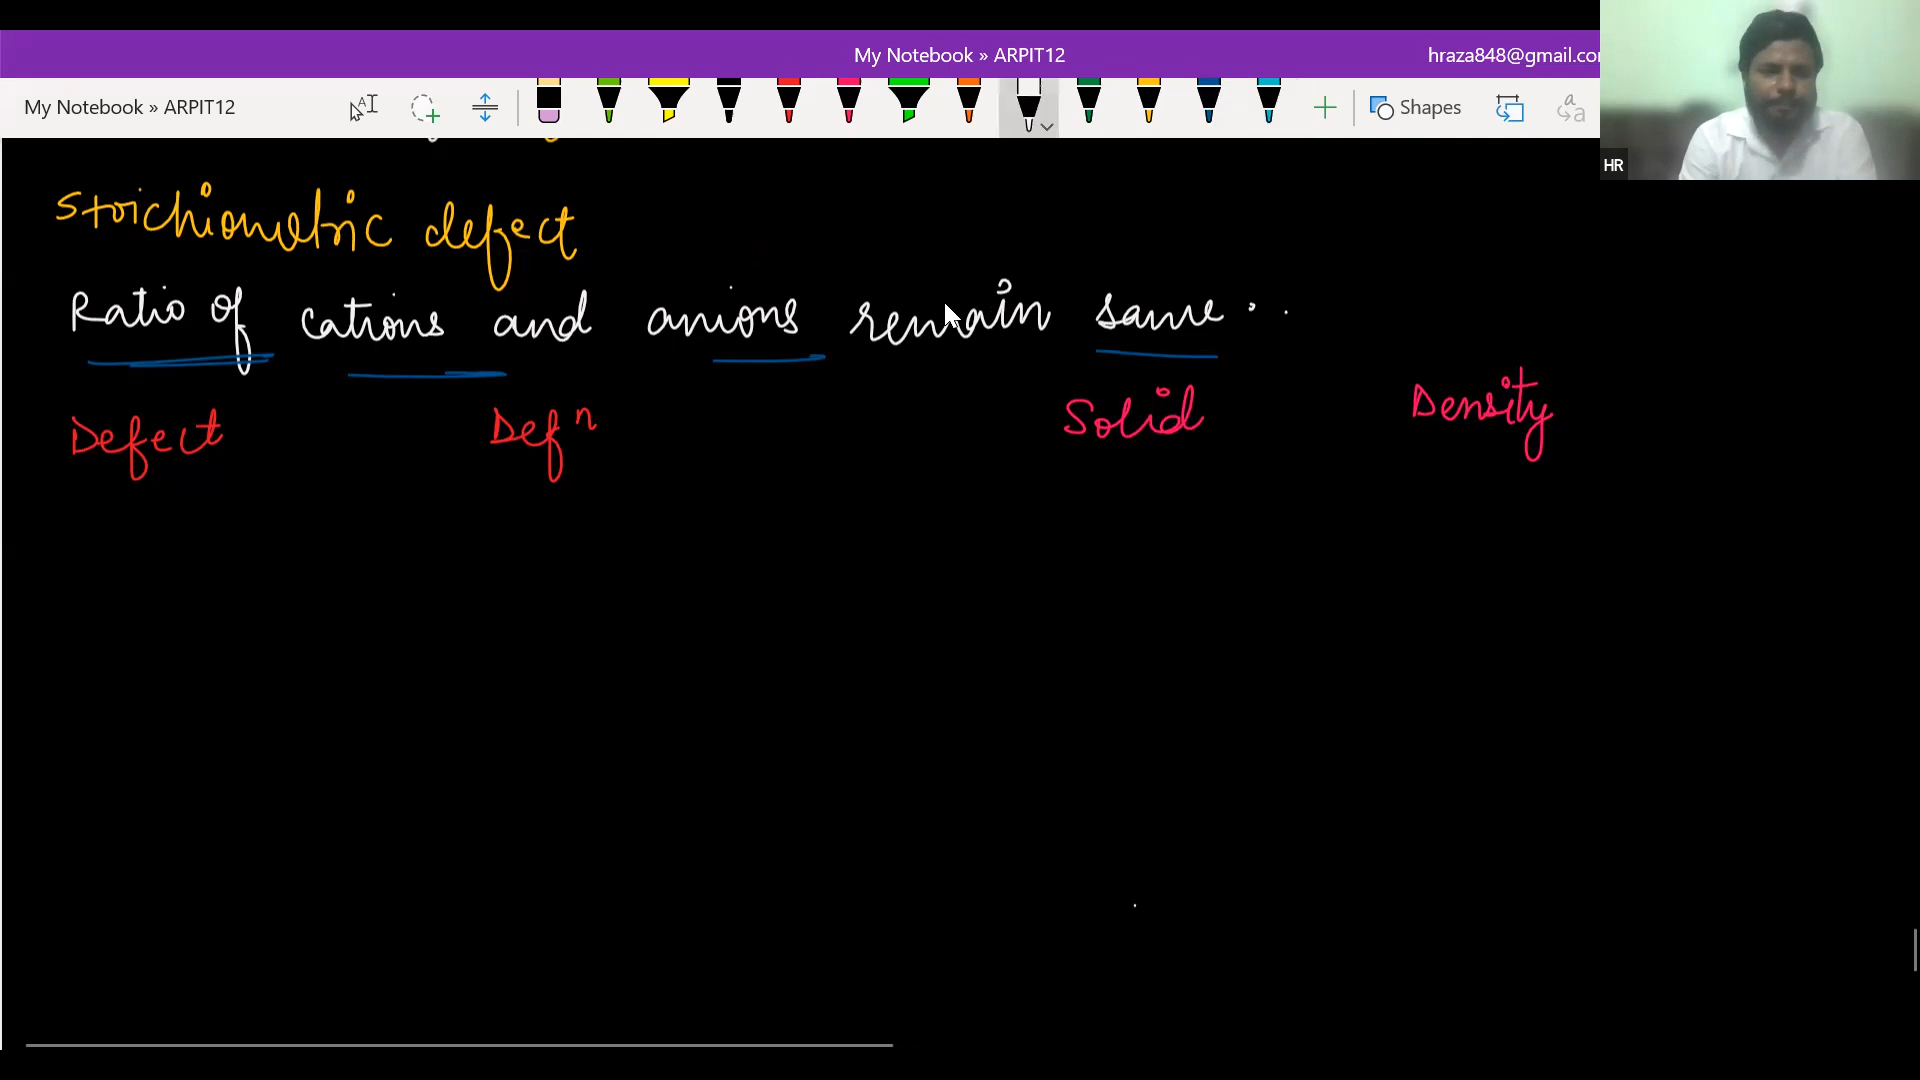 My Notebook » ARPIT12
hraza848@gmail.co
My Notebook » ARPIT12
Shapes
HR
Stoichiometric defect
Ratio of cations and anions remain same.
Defect Defn Solid Density